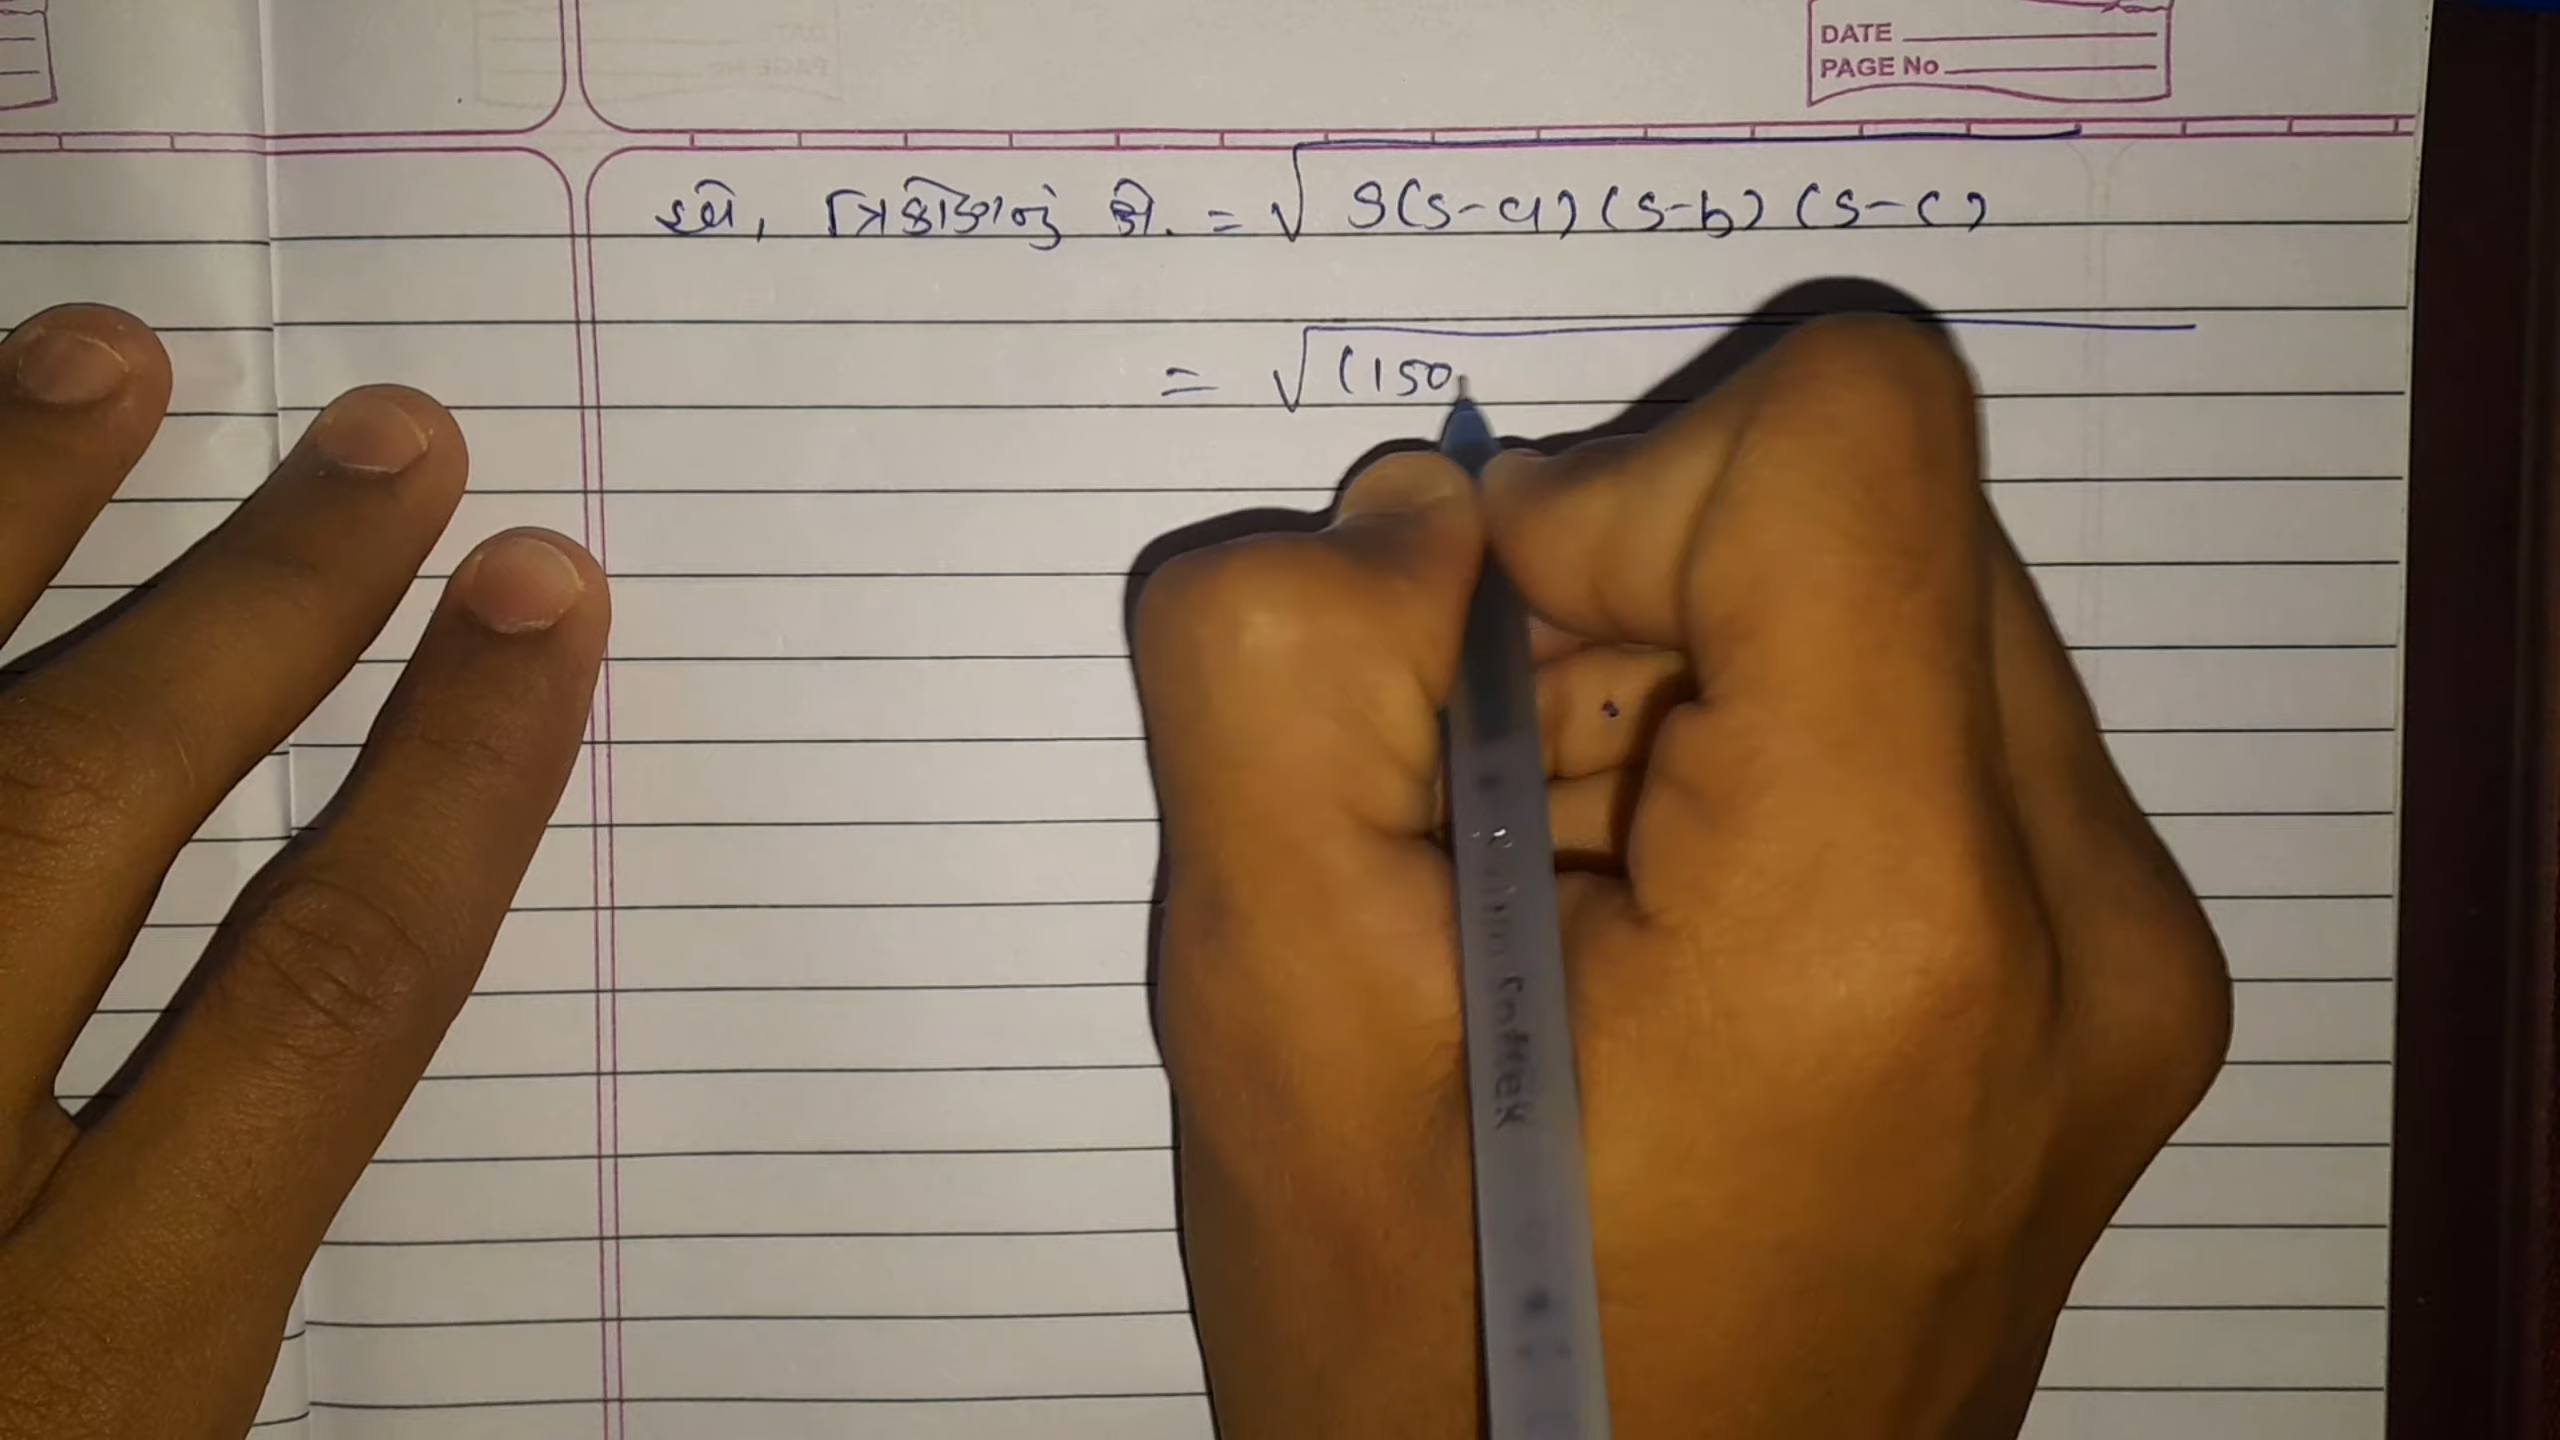 DATE
PAGE No
હવે, ત્રિકોણનું ક્ષે. = √ S(s-a) (s-b) (s-c)
= √ (150